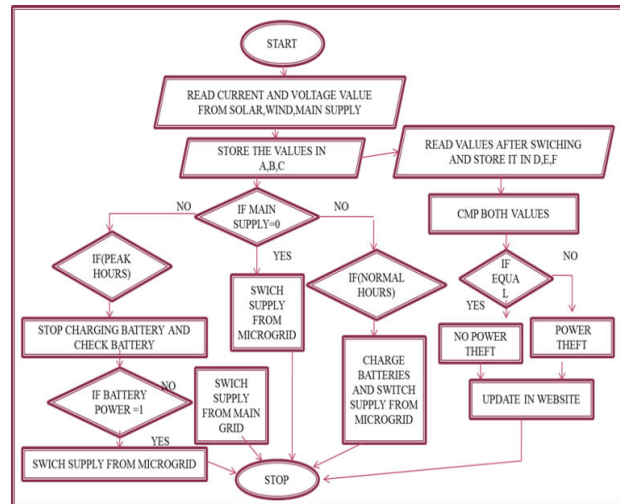 START
READ CURRENT AND VOLTAGE VALUE
FROM SOLAR,WIND,MAIN SUPPLY
STORE THE VALUES IN
A,B,C
READ VALUES AFTER SWICHING
AND STORE IT IN D,E,F
NO
IF MAIN
SUPPLY=0
NO
YES
CMP BOTH VALUES
IF(PEAK
HOURS)
SWICH
SUPPLY
FROM
MICROGRID
IF(NORMAL
HOURS)
IF
EQUA
L
NO
YES
STOP CHARGING BATTERY AND
CHECK BATTERY
NO POWER
THEFT
POWER
THEFT
IF BATTERY
POWER =1
NO
YES
SWICH
SUPPLY
FROM MAIN
GRID
CHARGE
BATTERIES
AND SWITCH
SUPPLY FROM
MICROGRID
UPDATE IN WEBSITE
SWICH SUPPLY FROM MICROGRID
STOP